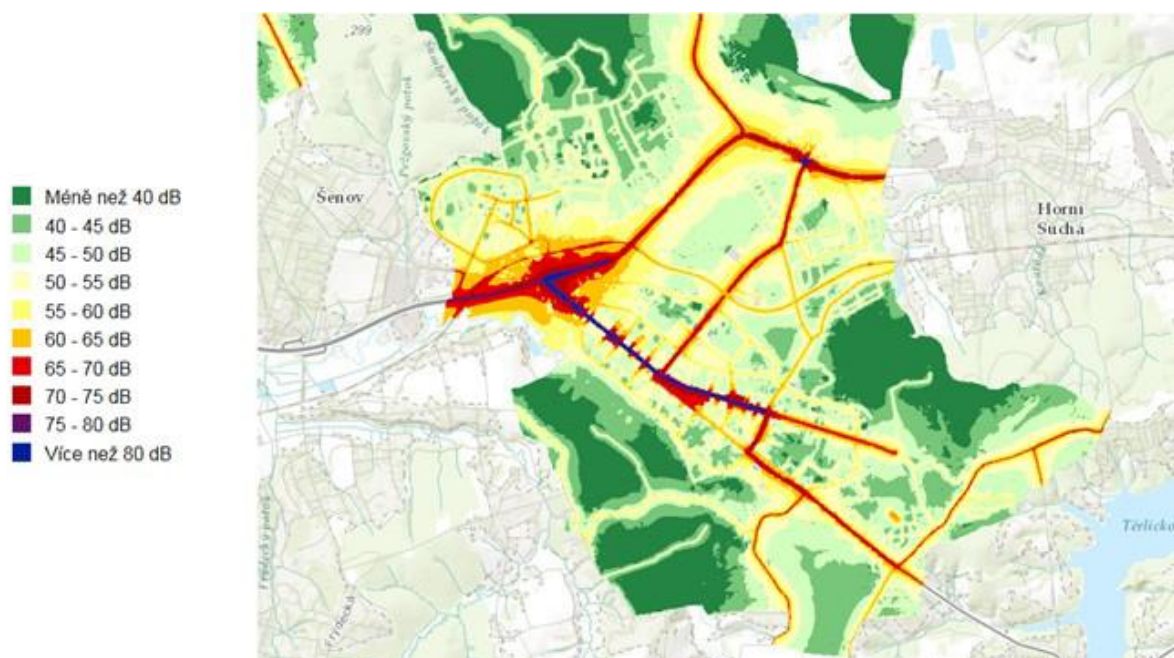 Méně než 40 dB
40 - 45 dB
45 - 50 dB
50 - 55 dB
55 - 60 dB
60 - 65 dB
65 - 70 dB
70 - 75 dB
75 - 80 dB
Více než 80 dB
299
Šenov
Horní
Suchá
Těrlicko